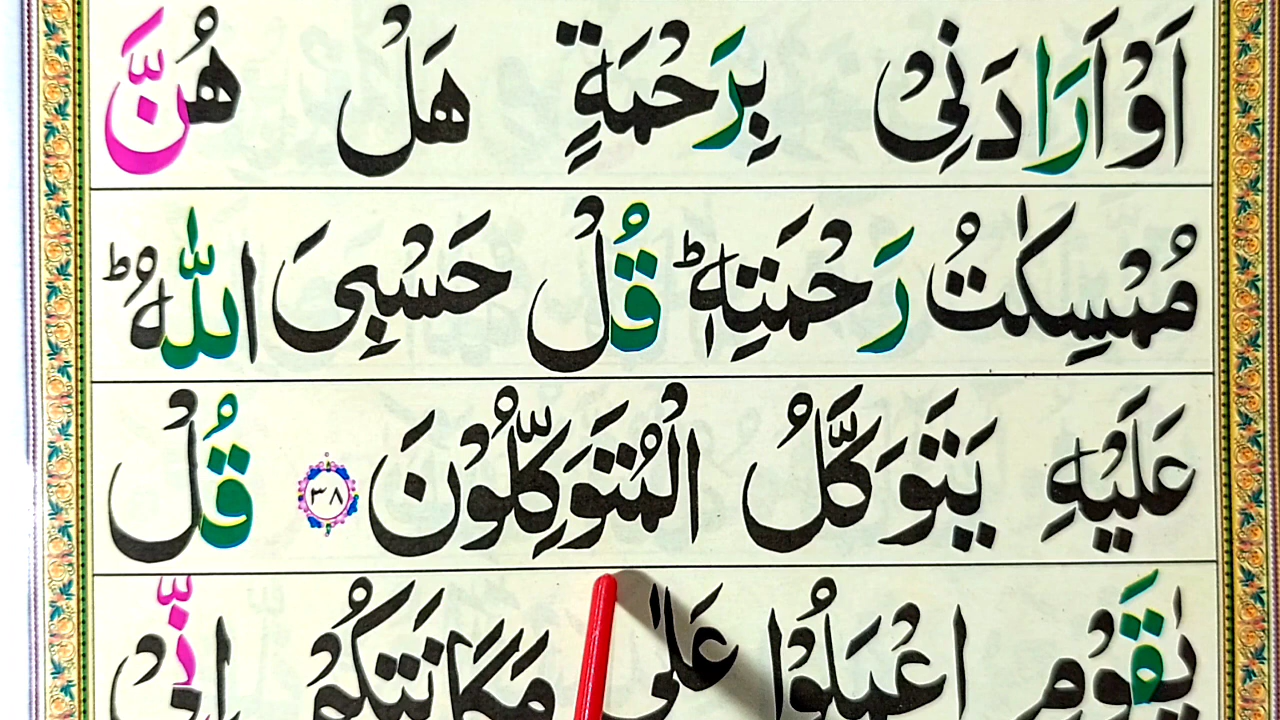 اَوْ اَرَادَنِیْ بِرَحْمَةٍ هَلْ هُنَّ
مُمْسِكٰتُ رَحْمَتِهٖ ؕ قُلْ حَسْبِیَ اللّٰهُ ؕ
عَلَیْهِ یَتَوَكَّلُ الْمُتَوَكِّلُوْنَ ﴿۳۸﴾ قُلْ
یٰقَوْمِ اعْمَلُوْا عَلٰی مَكَانَتِكُمْ اِنِّیْ